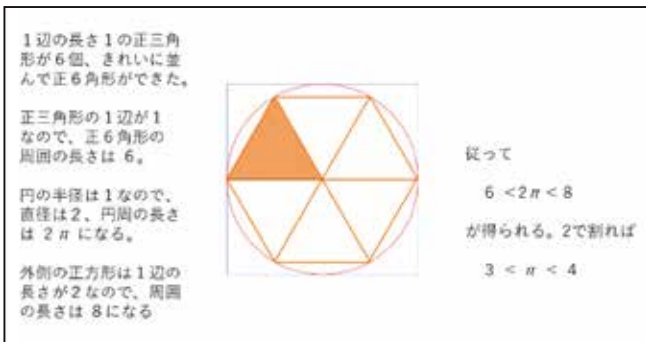 1辺の長さ1の正三角
形が6個、きれいに並
んで正6角形ができた。
正三角形の1辺が1
なので、正6角形の
周囲の長さは 6。
円の半径は1なので、
直径は2、円周の長さ
は 2π になる。
外側の正方形は1辺の
長さが2なので、周囲
の長さは 8になる
従って
6 <2π< 8
が得られる。2で割れば
3 < π < 4